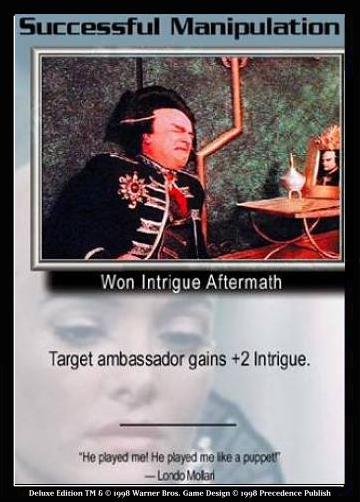 Successful Manipulation
Won Intrigue Aftermath
Target ambassador gains +2 Intrigue.
"He played me! He played me like a puppet!"
— Londo Mollari
Deluxe Edition TM & © 1998 Warner Bros. Game Design © 1998 Precedence Publish